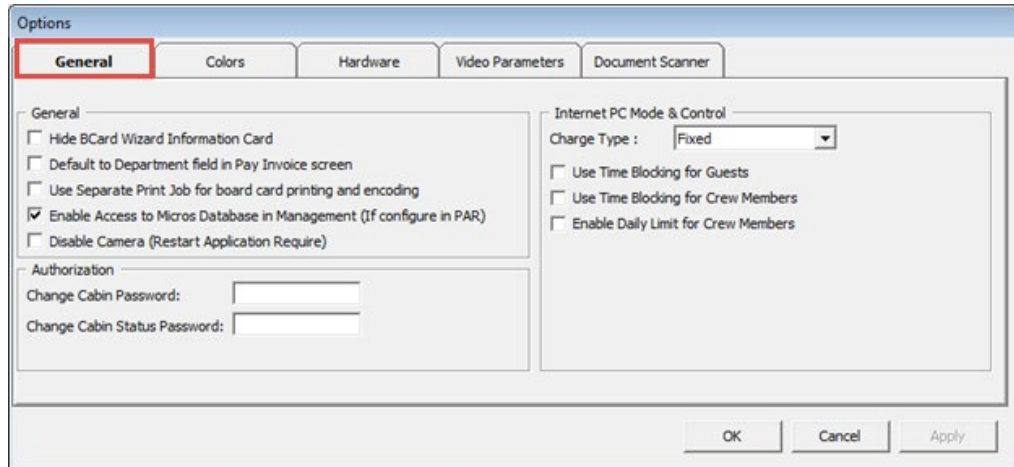 Options
General
Colors
Hardware
Video Parameters
Document Scanner
General
Hide BCard Wizard Information Card
Default to Department field in Pay Invoice screen
Use Separate Print Job for board card printing and encoding
Enable Access to Micros Database in Management (If configure in PAR)
Disable Camera (Restart Application Require)
Authorization
Change Cabin Password:
Change Cabin Status Password:
Internet PC Mode & Control
Charge Type : Fixed
Use Time Blocking for Guests
Use Time Blocking for Crew Members
Enable Daily Limit for Crew Members
OK
Cancel
Apply